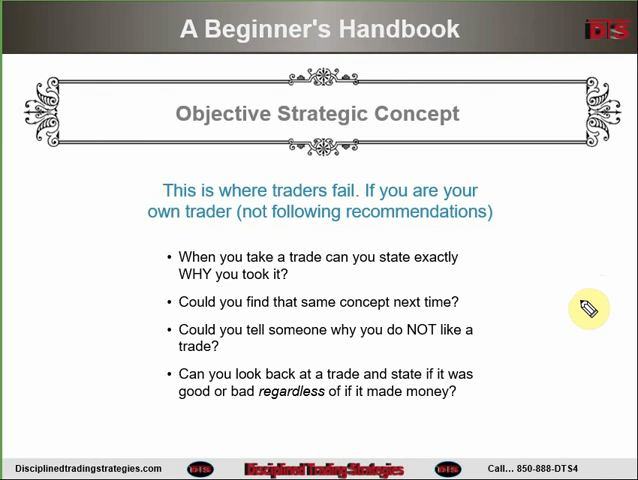 A Beginner's Handbook
DTS
Objective Strategic Concept
This is where traders fail. If you are your
own trader (not following recommendations)
• When you take a trade can you state exactly
WHY you took it?
• Could you find that same concept next time?
• Could you tell someone why you do NOT like a
trade?
• Can you look back at a trade and state if it was
good or bad regardless of if it made money?
Disciplinedtradingstrategies.com DTS Disciplined Trading Strategies DTS Call... 850-888-DTS4